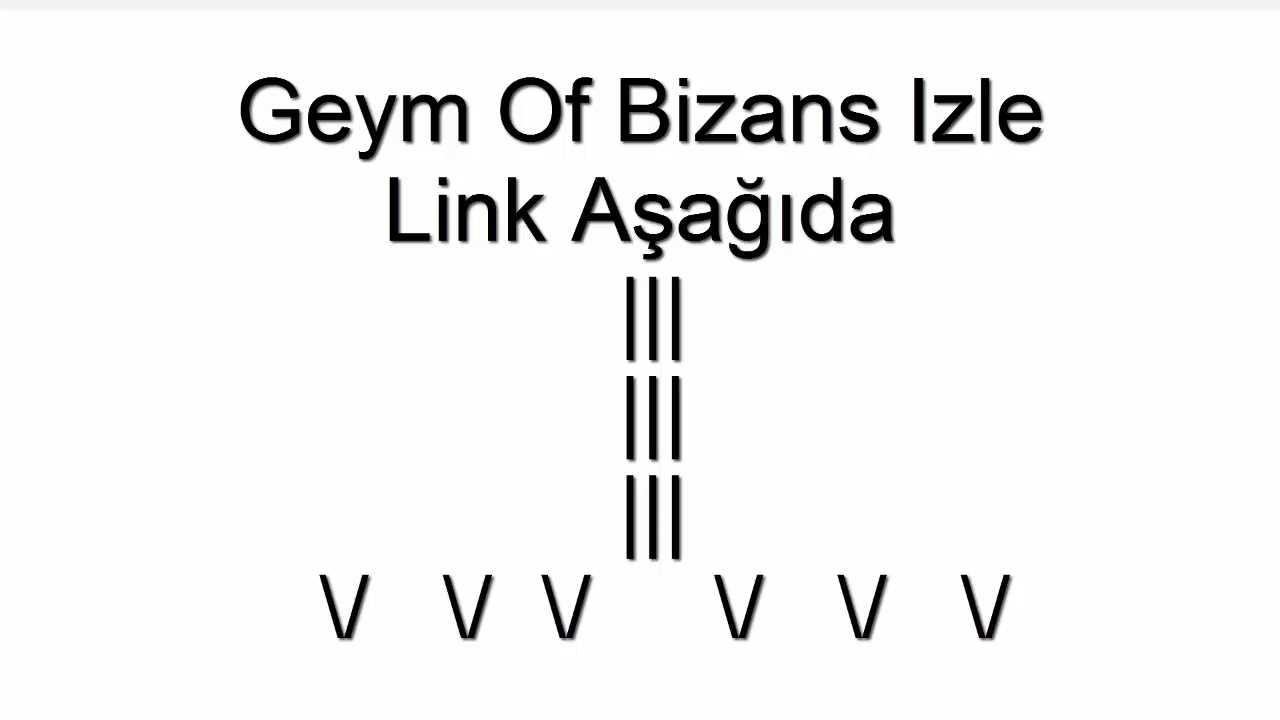 Geym Of Bizans Izle
Link Aşağıda
|||
|||
|||
\/ \/ \/ \/ \/ \/